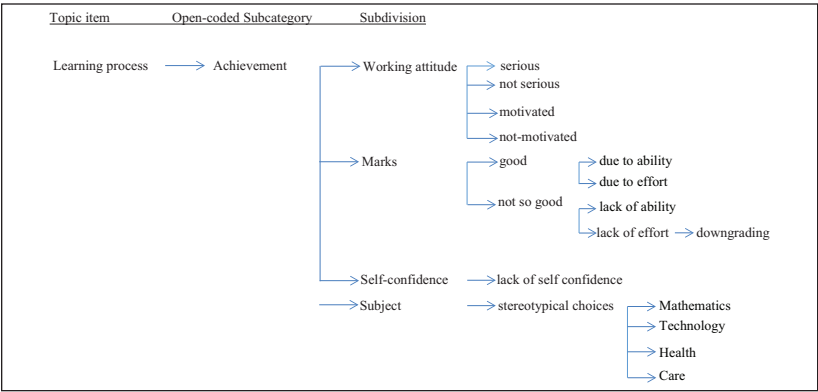 Topic item Open-coded Subcategory Subdivision
Learning process Achievement Working attitude serious
not serious
motivated
not-motivated
Marks good due to ability
due to effort
not so good lack of ability
lack of effort downgrading
Self-confidence lack of self confidence
Subject stereotypical choices Mathematics
Technology
Health
Care